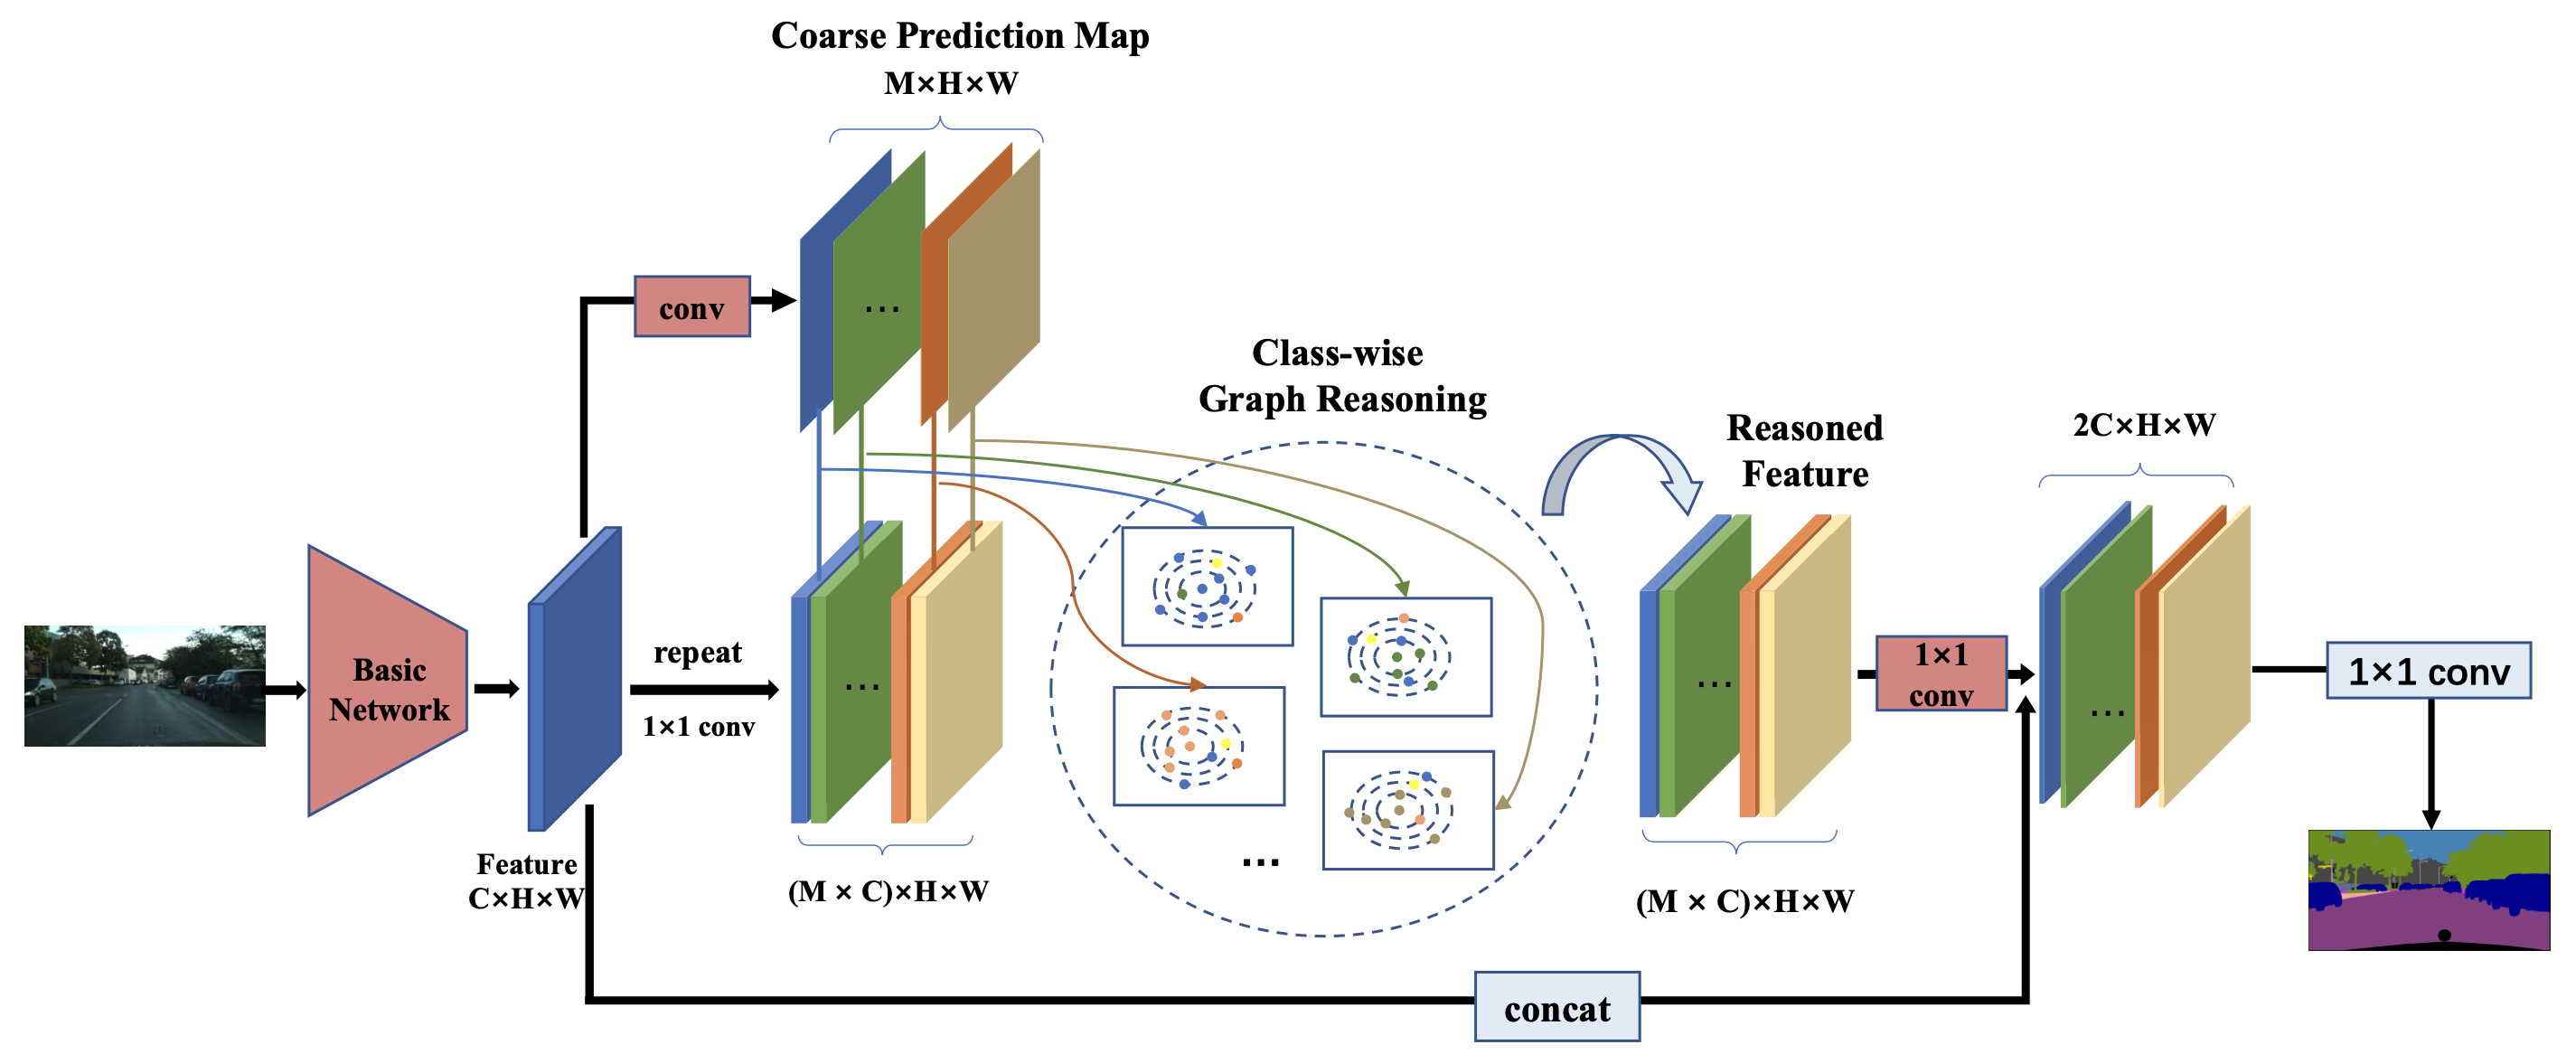 Coarse Prediction Map
M×H×W
conv
...
Class-wise
Graph Reasoning
Reasoned
Feature
2C×H×W
Basic
Network
repeat
1×1 conv
...
...
1×1
conv
...
1×1 conv
Feature
C×H×W
(M × C)×H×W
...
(M × C)×H×W
concat